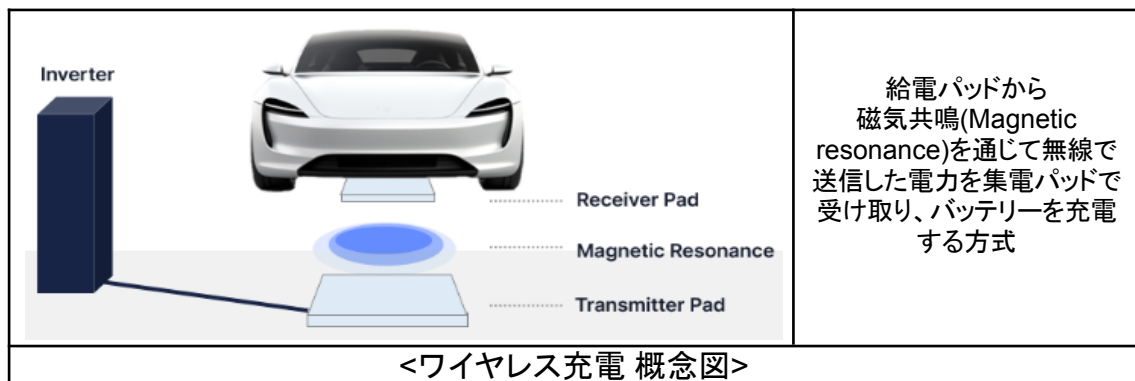 Inverter
Receiver Pad
Magnetic Resonance
Transmitter Pad
給電パッドから
磁気共鳴(Magnetic
resonance)を通じて無線で
送信した電力を集電パッドで
受け取り、バッテリーを充電
する方式
<ワイヤレス充電 概念図>